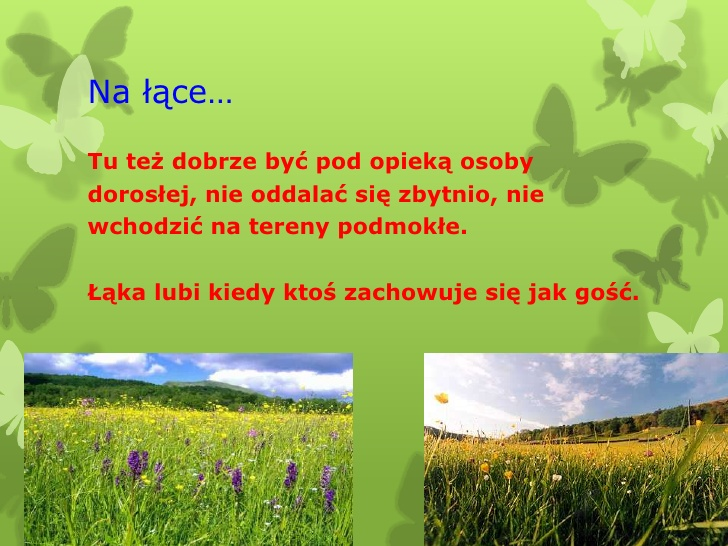 Na łące…
Tu też dobrze być pod opieką osoby
dorosłej, nie oddalać się zbytnio, nie
wchodzić na tereny podmokłe.
Łąka lubi kiedy ktoś zachowuje się jak gość.